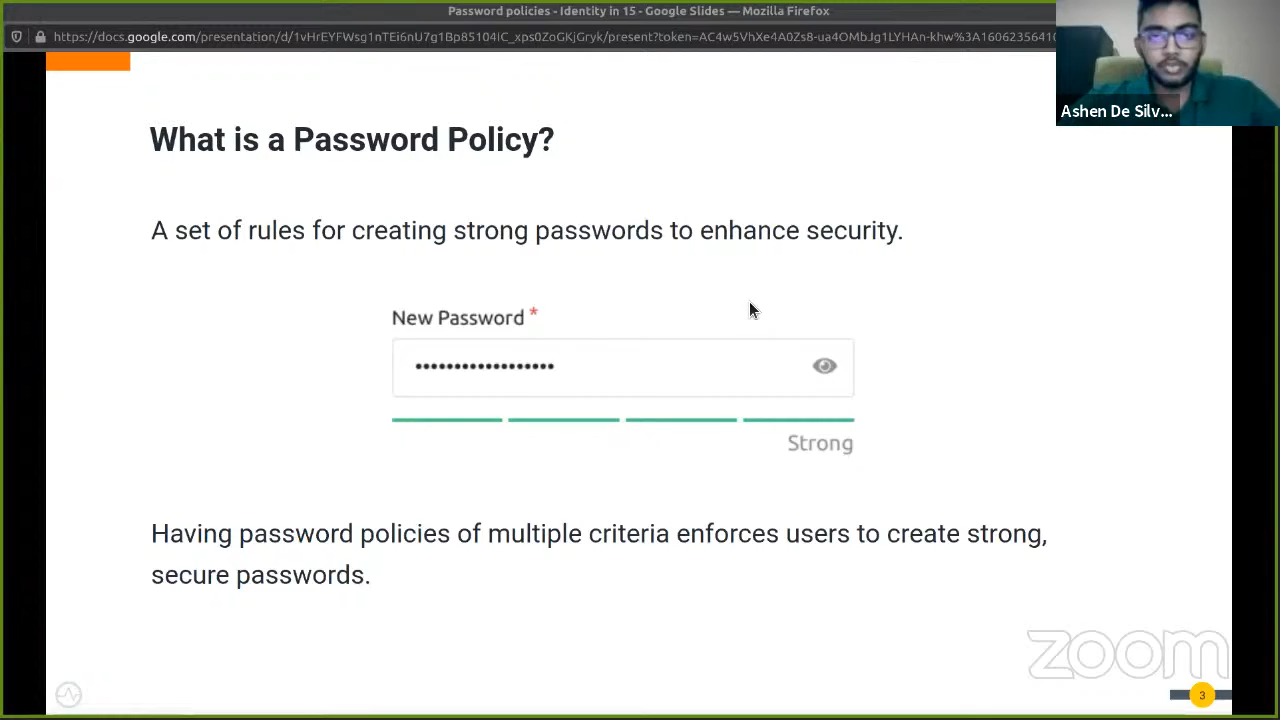 Password policies - Identity in 15 - Google Slides — Mozilla Firefox
Ashen De Silv...
What is a Password Policy?
A set of rules for creating strong passwords to enhance security.
New Password *
••••••••••••••••••
Strong
Having password policies of multiple criteria enforces users to create strong,
secure passwords.
zoom
3